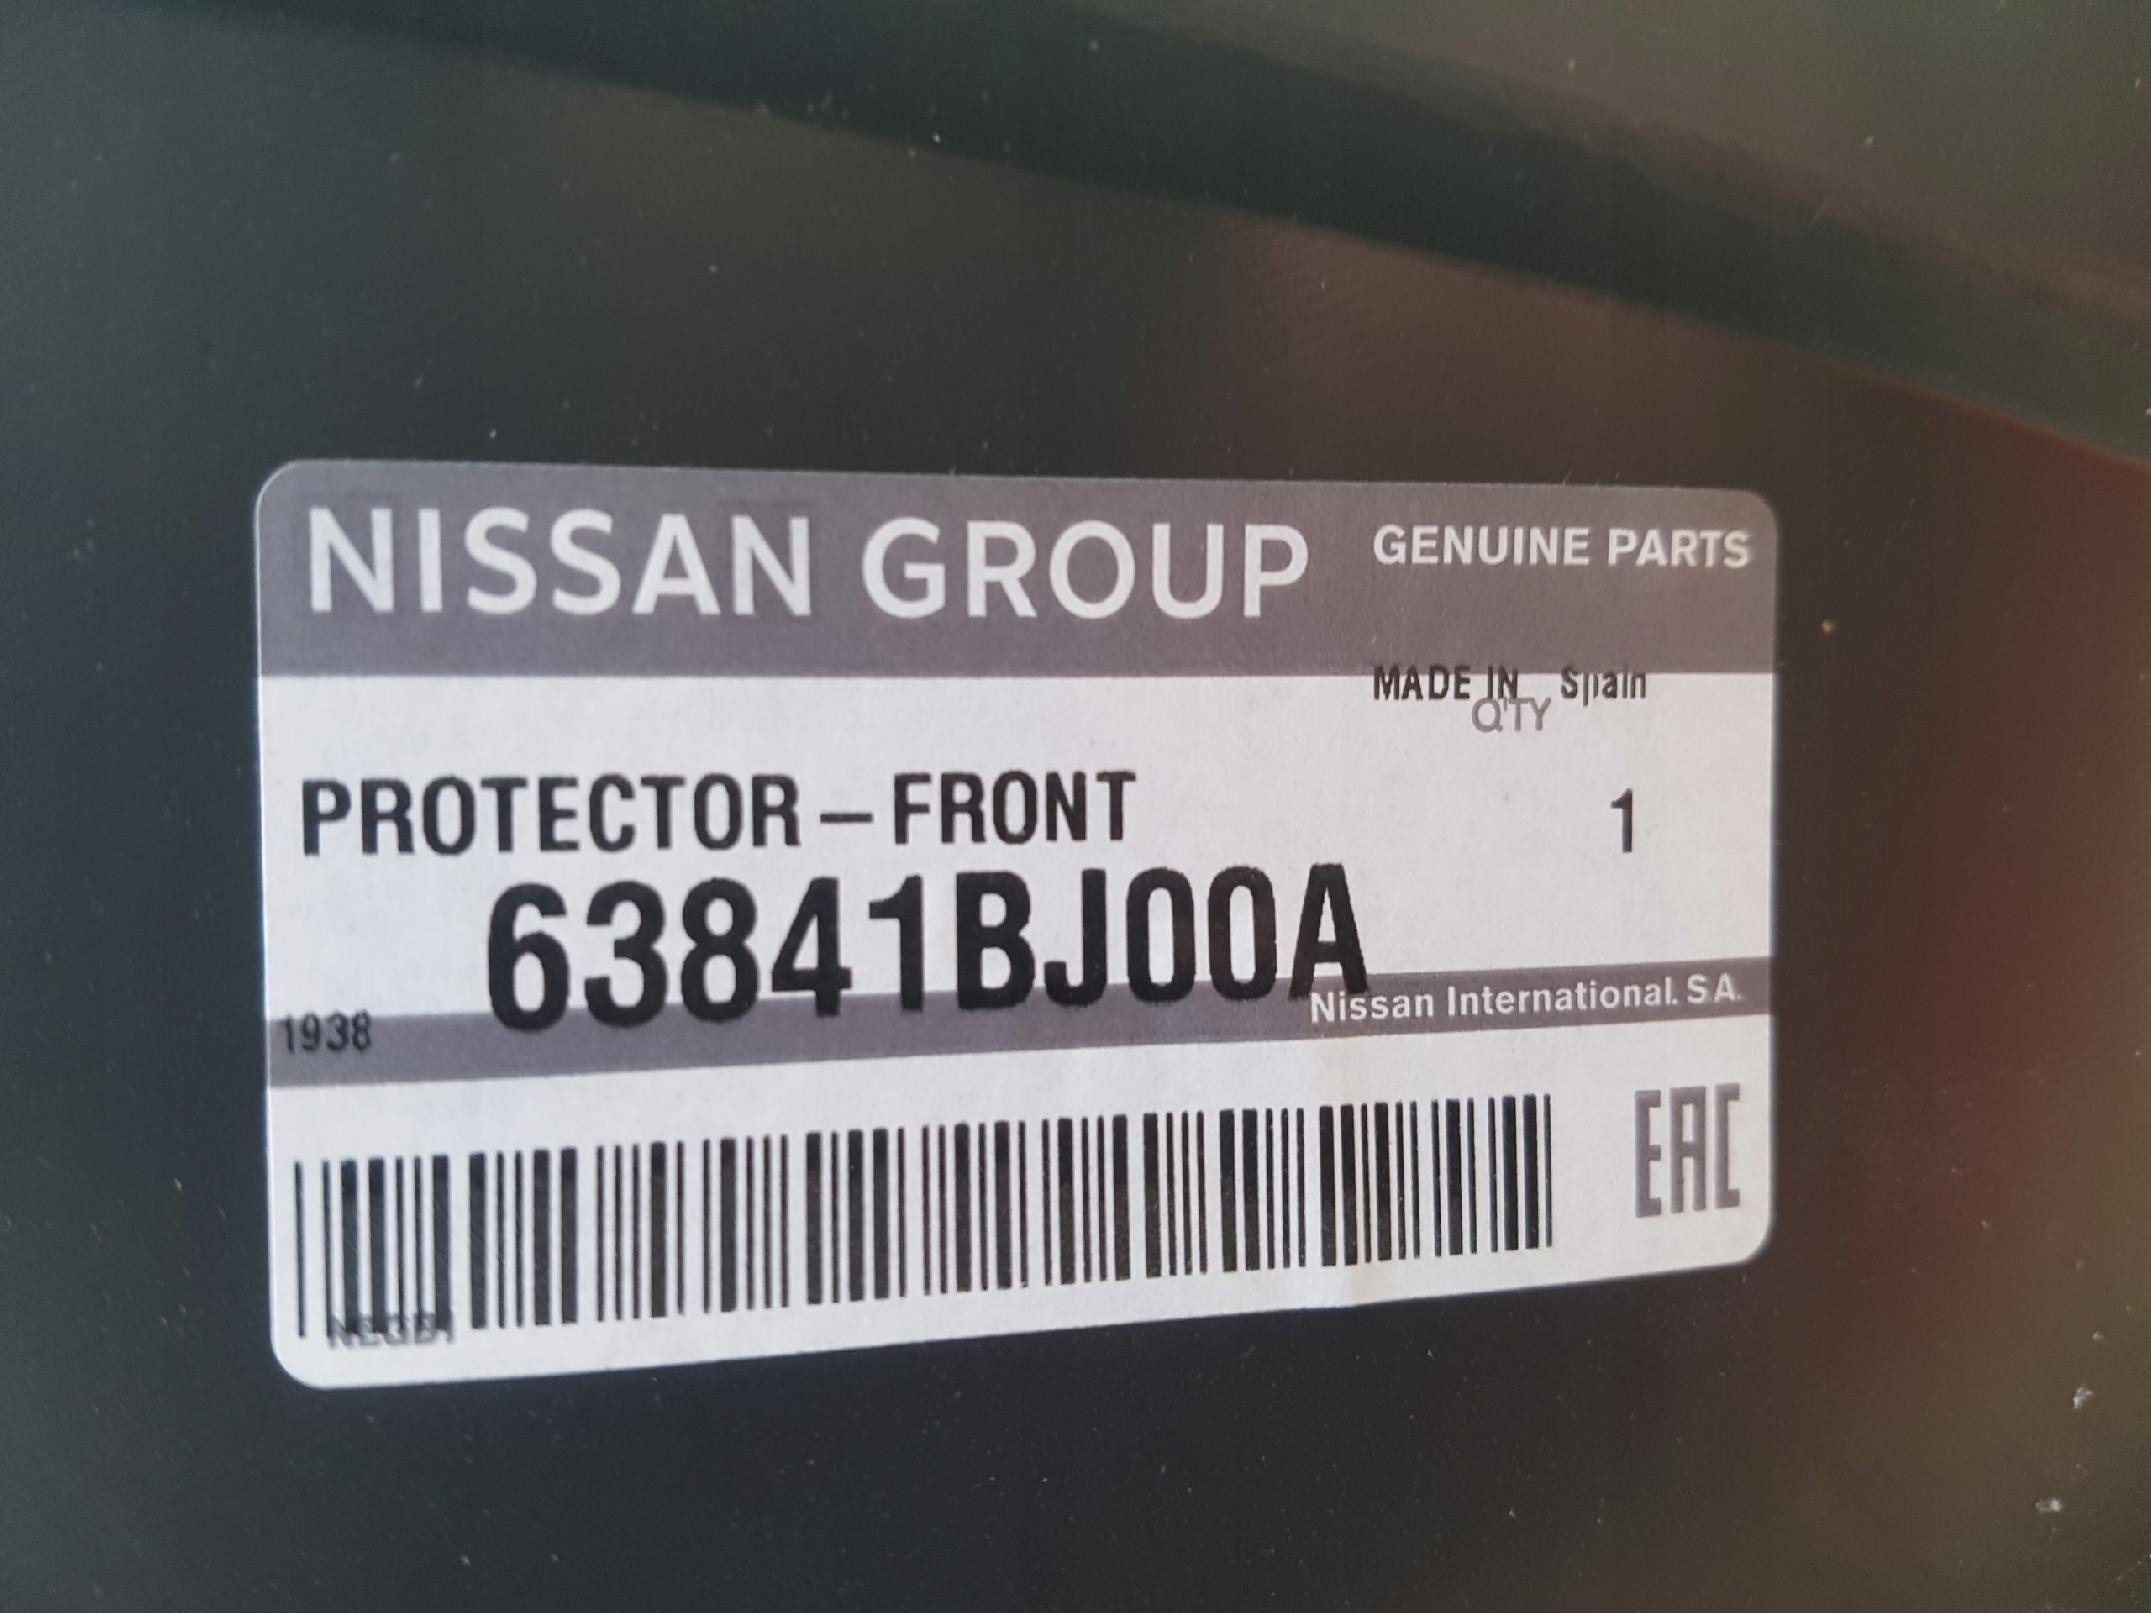 NISSAN GROUP GENUINE PARTS
MADE IN Spain
Q'TY
PROTECTOR-FRONT 1
63841BJ00A
Nissan International. S.A.
1938
EAC